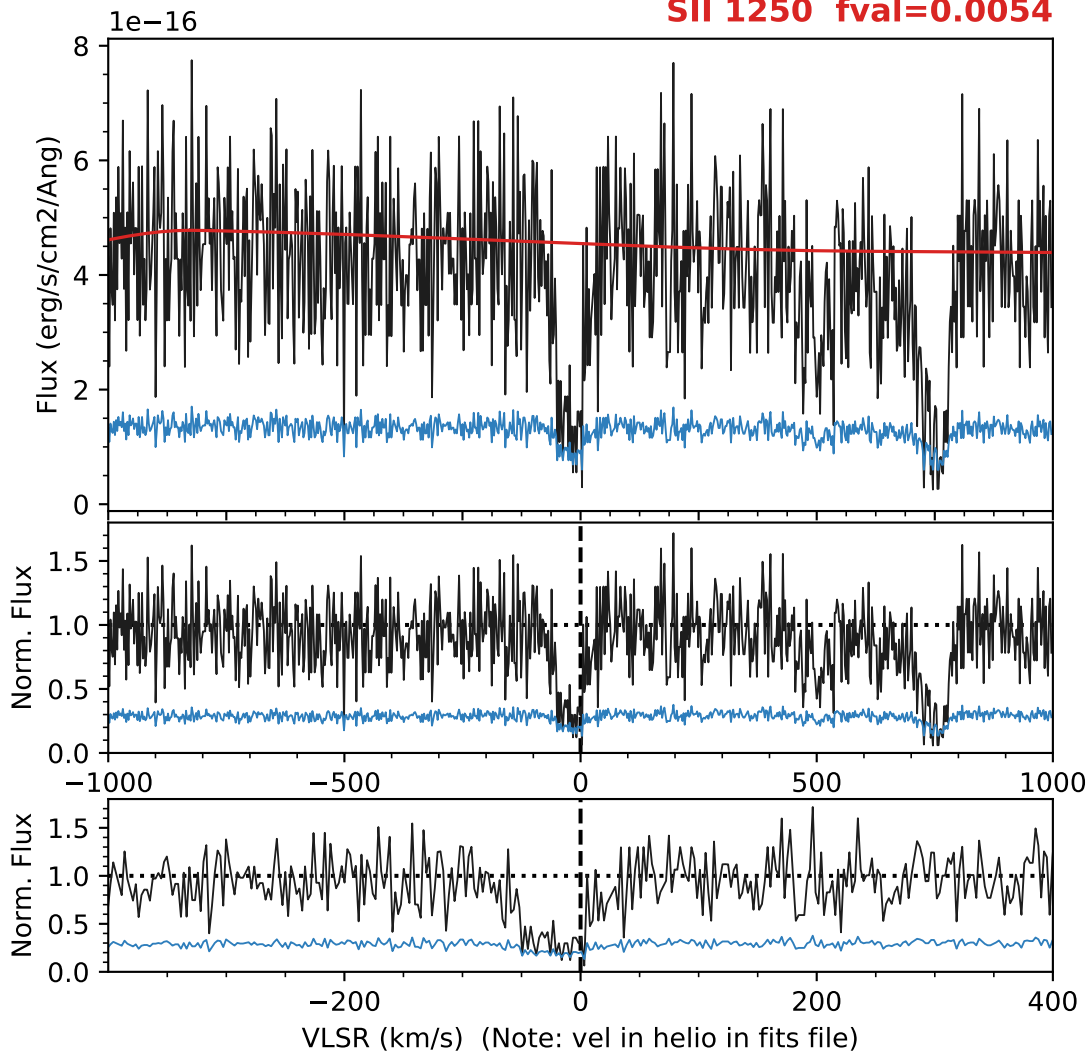 SII 1250 fval=0.0054
1e−16
8
6
4
2
0
Flux (erg/s/cm2/Ang)
1.5
1.0
0.5
0.0
Norm. Flux
−1000 −500 0 500 1000
1.5
1.0
0.5
0.0
Norm. Flux
−200 0 200 400
VLSR (km/s) (Note: vel in helio in fits file)